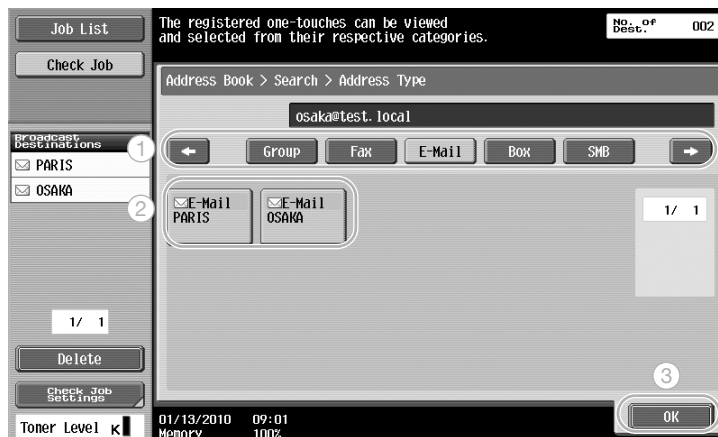 Job List
The registered one-touches can be viewed
and selected from their respective categories.
No. of
Dest.
002
Check Job
Address Book > Search > Address Type
osaka@test.local
Broadcast
Destinations
1
Group
Fax
E-Mail
Box
SMB
PARIS
OSAKA
2
E-Mail
PARIS
E-Mail
OSAKA
1/ 1
1/ 1
Delete
3
Check Job
Settings
OK
Toner Level K
01/13/2010 09:01
Memory 100%